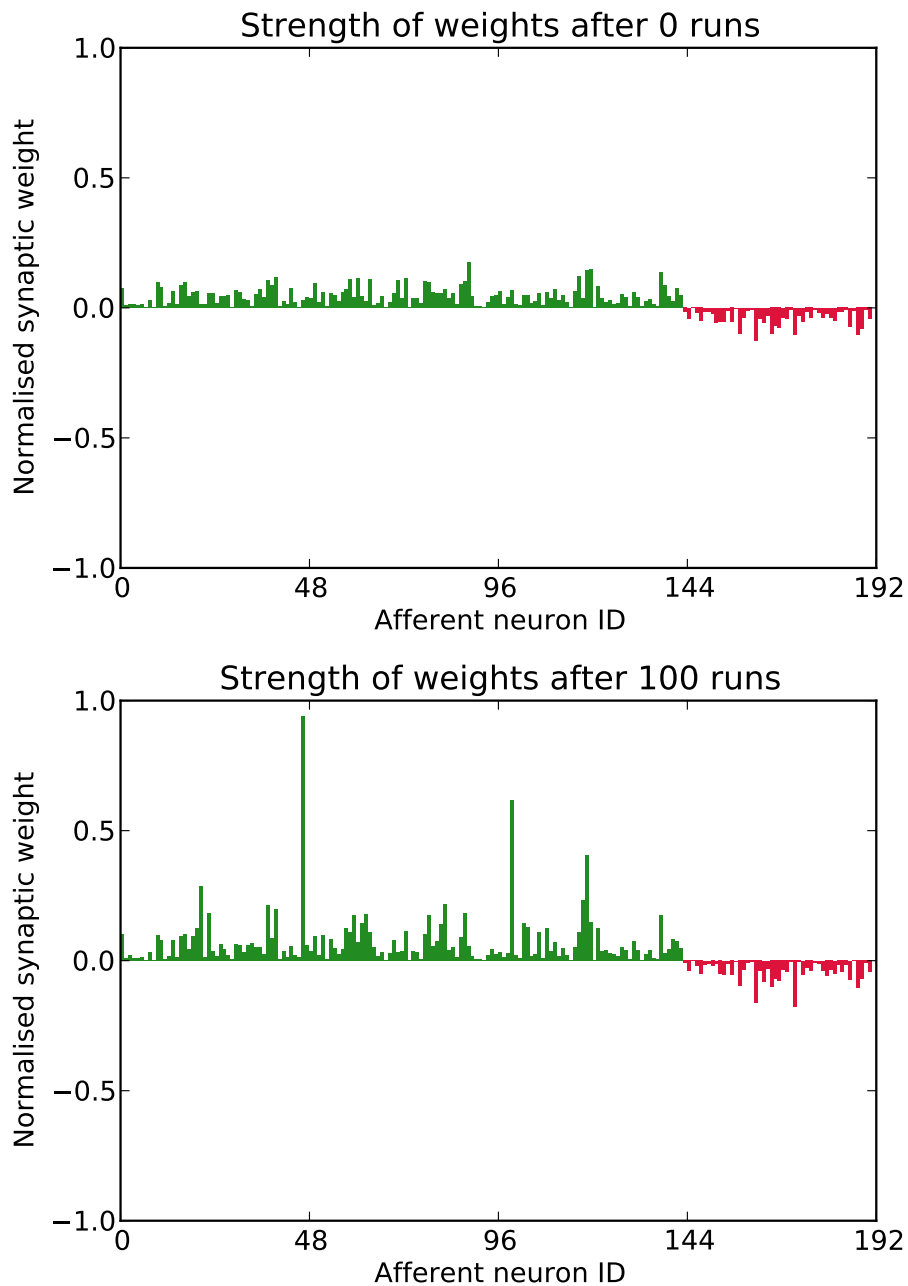 Strength of weights after 0 runs
1.0
0.5
0.0
−0.5
−1.0
Normalised synaptic weight
0 48 96 144 192
Afferent neuron ID
Strength of weights after 100 runs
1.0
0.5
0.0
−0.5
−1.0
Normalised synaptic weight
0 48 96 144 192
Afferent neuron ID